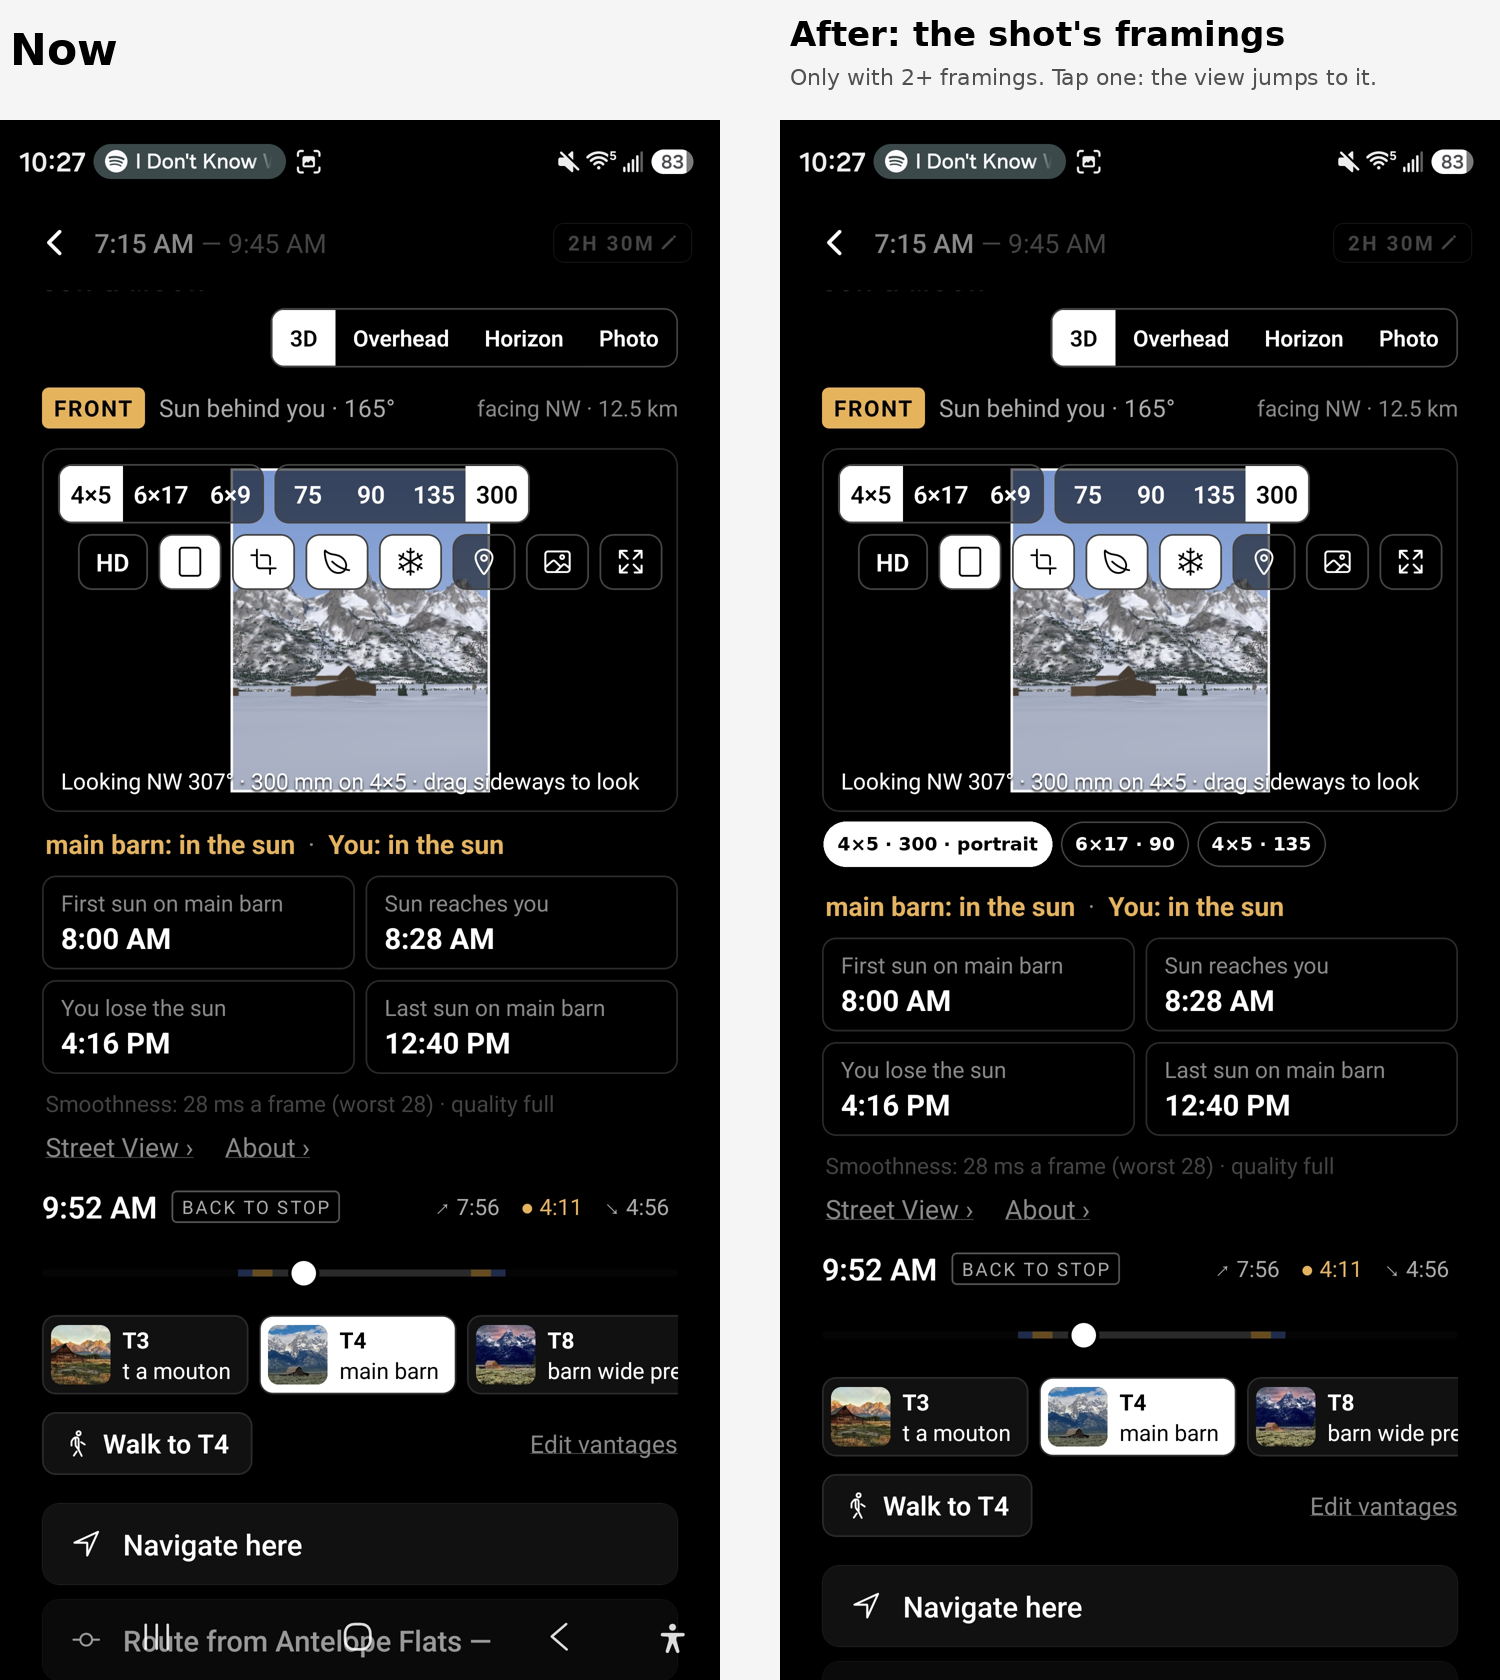 Now
10:27 I Don't Know 5 83
7:15 AM — 9:45 AM 2H 30M
3D Overhead Horizon Photo
FRONT Sun behind you · 165° facing NW · 12.5 km
4×5 6×17 6×9 75 90 135 300
HD
Looking NW 307° · 300 mm on 4×5 · drag sideways to look
main barn: in the sun · You: in the sun
First sun on main barn Sun reaches you
8:00 AM 8:28 AM
You lose the sun Last sun on main barn
4:16 PM 12:40 PM
Smoothness: 28 ms a frame (worst 28) · quality full
Street View › About ›
9:52 AM BACK TO STOP ↗ 7:56 ● 4:11 ↘ 4:56
T3 T4 T8
t a mouton main barn barn wide pre
Walk to T4 Edit vantages
Navigate here
Route from Antelope Flats —
After: the shot's framings
Only with 2+ framings. Tap one: the view jumps to it.
10:27 I Don't Know 5 83
7:15 AM — 9:45 AM 2H 30M
3D Overhead Horizon Photo
FRONT Sun behind you · 165° facing NW · 12.5 km
4×5 6×17 6×9 75 90 135 300
HD
Looking NW 307° · 300 mm on 4×5 · drag sideways to look
4×5 · 300 · portrait 6×17 · 90 4×5 · 135
main barn: in the sun · You: in the sun
First sun on main barn Sun reaches you
8:00 AM 8:28 AM
You lose the sun Last sun on main barn
4:16 PM 12:40 PM
Smoothness: 28 ms a frame (worst 28) · quality full
Street View › About ›
9:52 AM BACK TO STOP ↗ 7:56 ● 4:11 ↘ 4:56
T3 T4 T8
t a mouton main barn barn wide pre
Walk to T4 Edit vantages
Navigate here